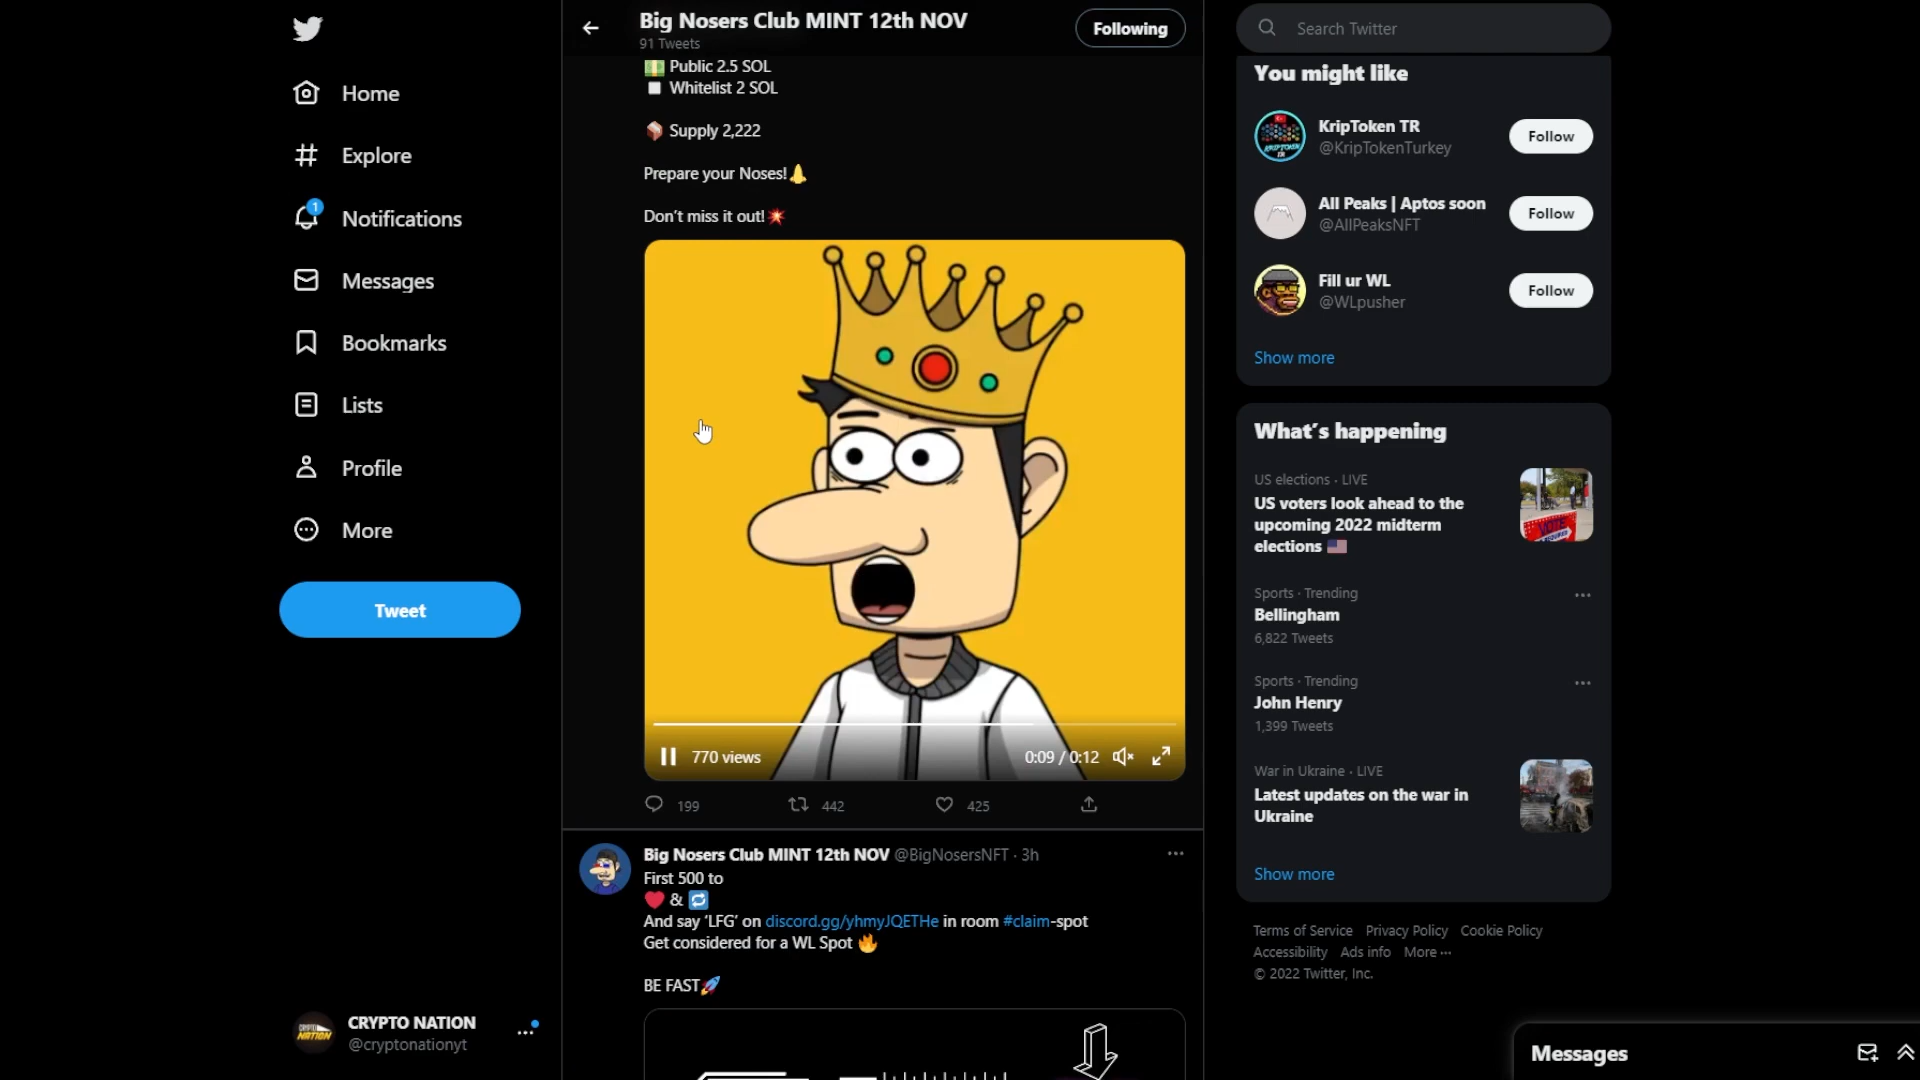 Home
Explore
1
Notifications
Messages
Bookmarks
Lists
Profile
More
Tweet
CRYPTO NATION
@cryptonationyt
Big Nosers Club MINT 12th NOV
91 Tweets
Following
💵 Public 2.5 SOL
◻️ Whitelist 2 SOL
📦 Supply 2,222
Prepare your Noses!👃
Don't miss it out!💥
770 views
0:09 / 0:12
199
442
425
Big Nosers Club MINT 12th NOV @BigNosersNFT · 3h
First 500 to
❤️ & 🔁
And say ‘LFG’ on discord.gg/yhmyJQETHe in room #claim-spot
Get considered for a WL Spot 🔥
BE FAST🚀
Search Twitter
You might like
KripToken TR
@KripTokenTurkey
Follow
All Peaks | Aptos soon
@AllPeaksNFT
Follow
Fill ur WL
@WLpusher
Follow
Show more
What's happening
US elections · LIVE
US voters look ahead to the
upcoming 2022 midterm
elections 🇺🇸
VOTE
Sports · Trending
Bellingham
6,822 Tweets
Sports · Trending
John Henry
1,399 Tweets
War in Ukraine · LIVE
Latest updates on the war in
Ukraine
Show more
Terms of Service Privacy Policy Cookie Policy
Accessibility Ads info More ···
© 2022 Twitter, Inc.
Messages